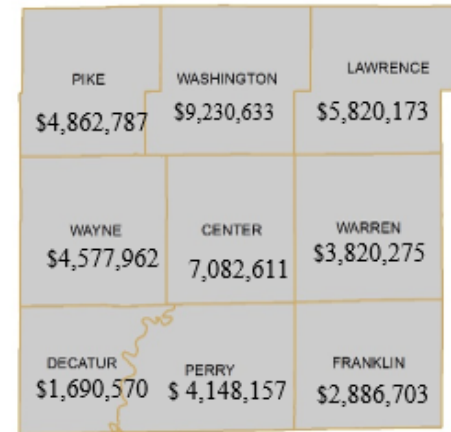 PIKE
$4,862,787
WASHINGTON
$9,230,633
LAWRENCE
$5,820,173
WAYNE
$4,577,962
CENTER
7,082,611
WARREN
$3,820,275
DECATUR
$1,690,570
PERRY
$ 4,148,157
FRANKLIN
$2,886,703